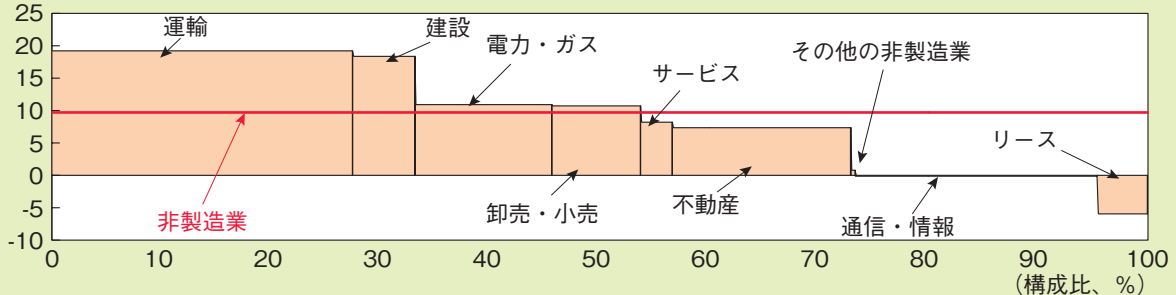 25
20
15
10
5
0
-5
-10
運輸
建設
電力・ガス
サービス
その他の非製造業
リース
非製造業
卸売・小売
不動産
通信・情報
0 10 20 30 40 50 60 70 80 90 100
（構成比、%）